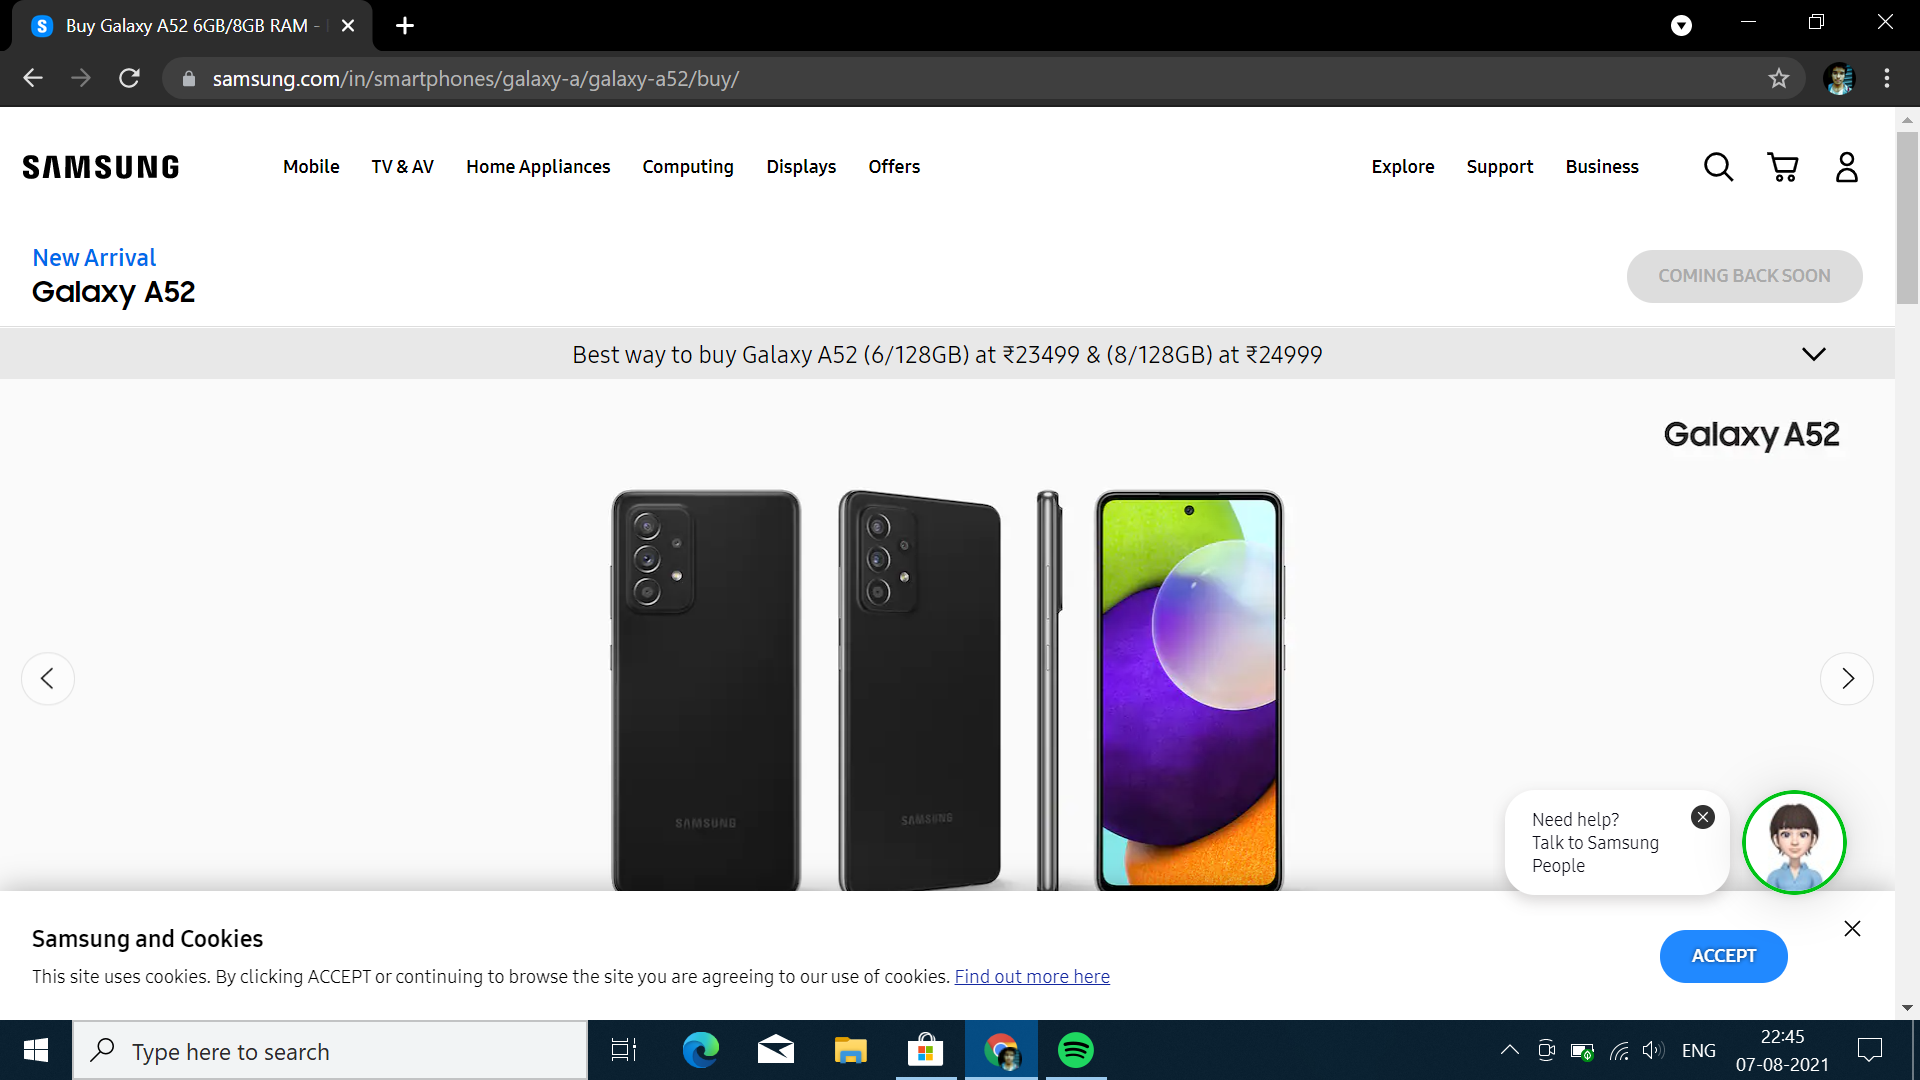 Buy Galaxy A52 6GB/8GB RAM -
samsung.com/in/smartphones/galaxy-a/galaxy-a52/buy/
SAMSUNG
Mobile TV & AV Home Appliances Computing Displays Offers Explore Support Business
New Arrival
Galaxy A52
COMING BACK SOON
Best way to buy Galaxy A52 (6/128GB) at ₹23499 & (8/128GB) at ₹24999
Galaxy A52
SAMSUNG
SAMSUNG
Need help?
Talk to Samsung
People
Samsung and Cookies
This site uses cookies. By clicking ACCEPT or continuing to browse the site you are agreeing to our use of cookies. Find out more here
ACCEPT
Type here to search
ENG
22:45
07-08-2021